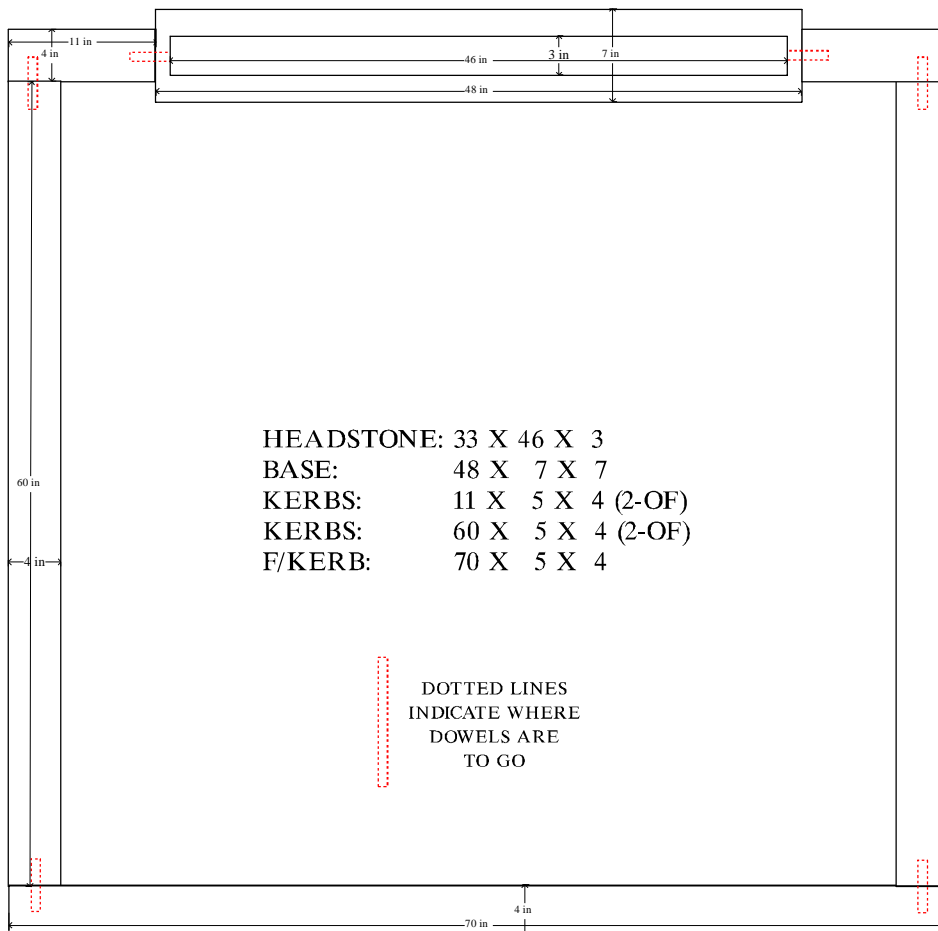 11 in
4 in
46 in
3 in
7 in
48 in
HEADSTONE: 33 X 46 X 3
BASE: 48 X 7 X 7
KERBS: 11 X 5 X 4 (2-OF)
KERBS: 60 X 5 X 4 (2-OF)
F/KERB: 70 X 5 X 4
60 in
4 in
DOTTED LINES
INDICATE WHERE
DOWELS ARE
TO GO
4 in
70 in